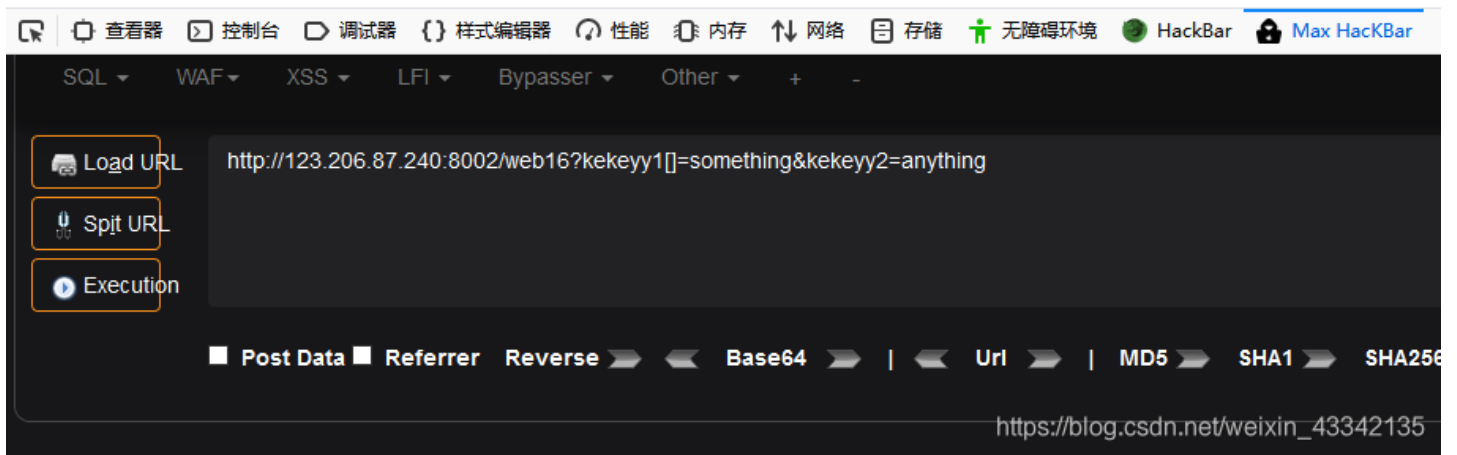 查看器 控制台 调试器 {} 样式编辑器 性能 内存 网络 存储 无障碍环境 HackBar Max HacKBar
SQL WAF XSS LFI Bypasser Other + -
Load URL http://123.206.87.240:8002/web16?kekeyy1[]=something&kekeyy2=anything
Spit URL
Execution
Post Data Referrer Reverse Base64 | Url | MD5 SHA1 SHA256
https://blog.csdn.net/weixin_43342135